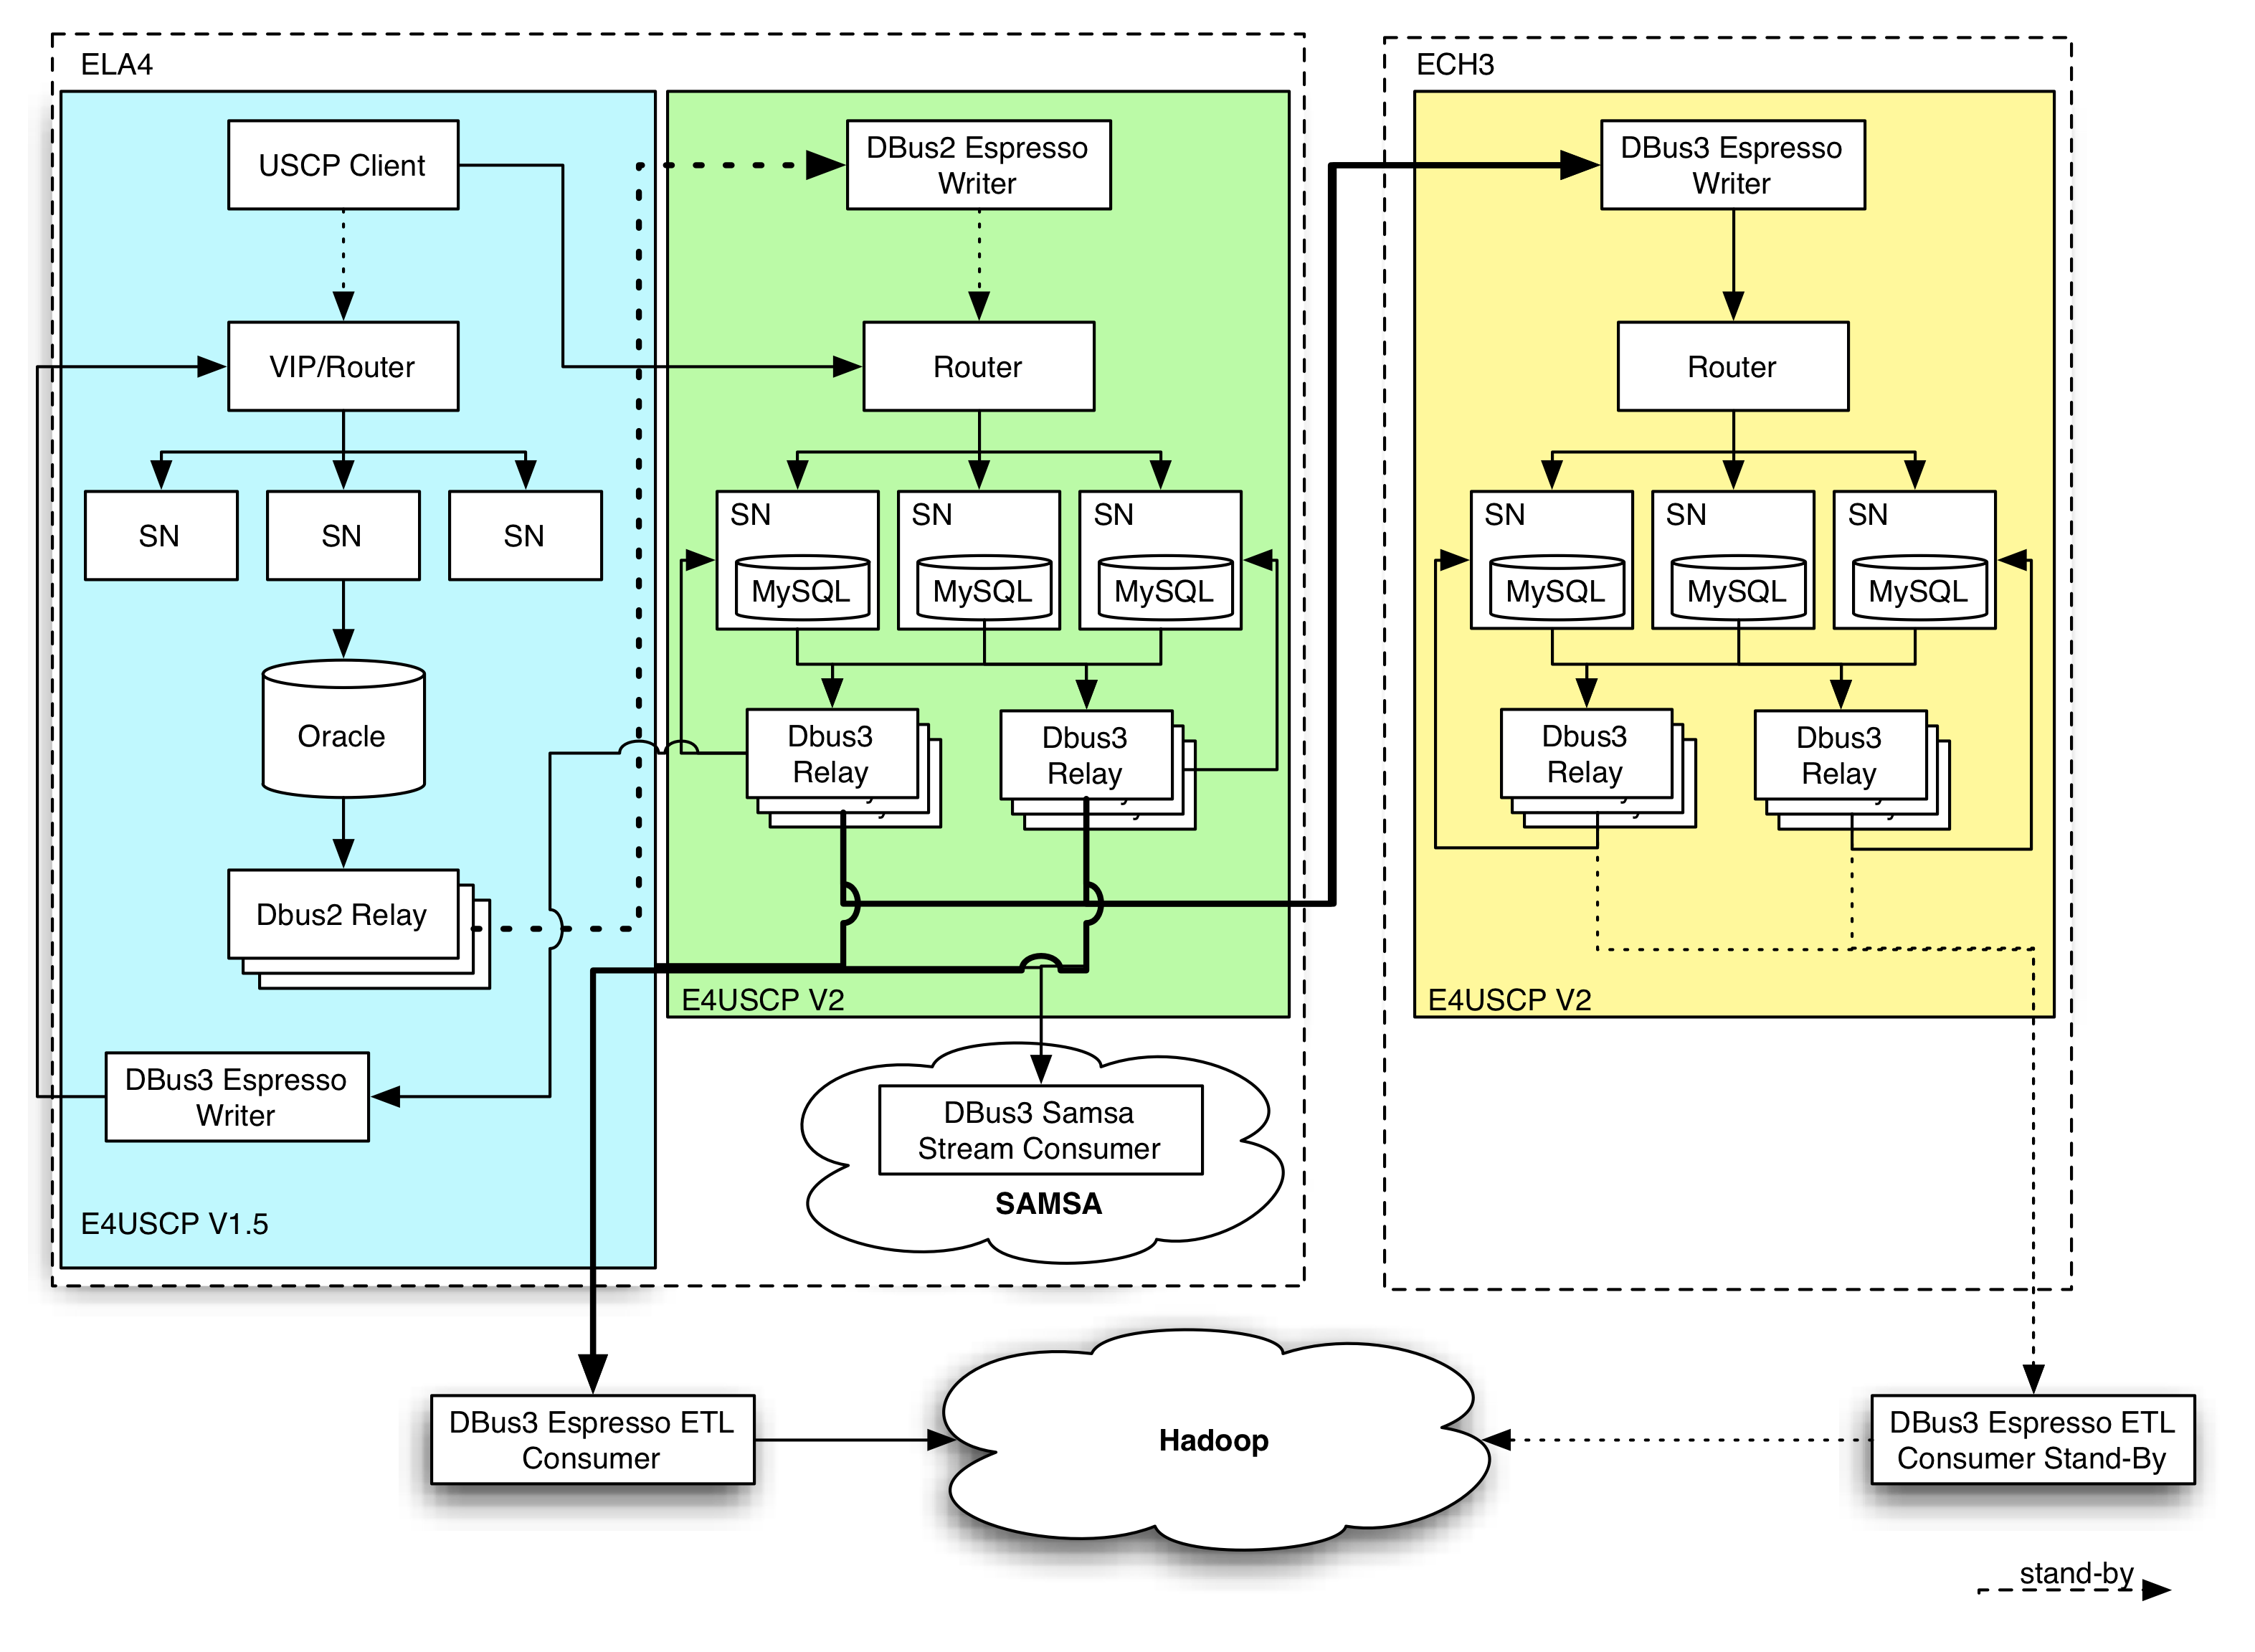 ELA4
USCP Client
VIP/Router
SN
SN
SN
Oracle
Dbus2 Relay
DBus3 Espresso
Writer
E4USCP V1.5
DBus2 Espresso
Writer
Router
SN
MySQL
SN
MySQL
SN
MySQL
Dbus3
Relay
y
Dbus3
Relay
y
E4USCP V2
DBus3 Samsa
Stream Consumer
SAMSA
ECH3
DBus3 Espresso
Writer
Router
SN
MySQL
SN
MySQL
SN
MySQL
Dbus3
Relay
y
Dbus3
Relay
y
E4USCP V2
DBus3 Espresso ETL
Consumer
Hadoop
DBus3 Espresso ETL
Consumer Stand-By
stand-by